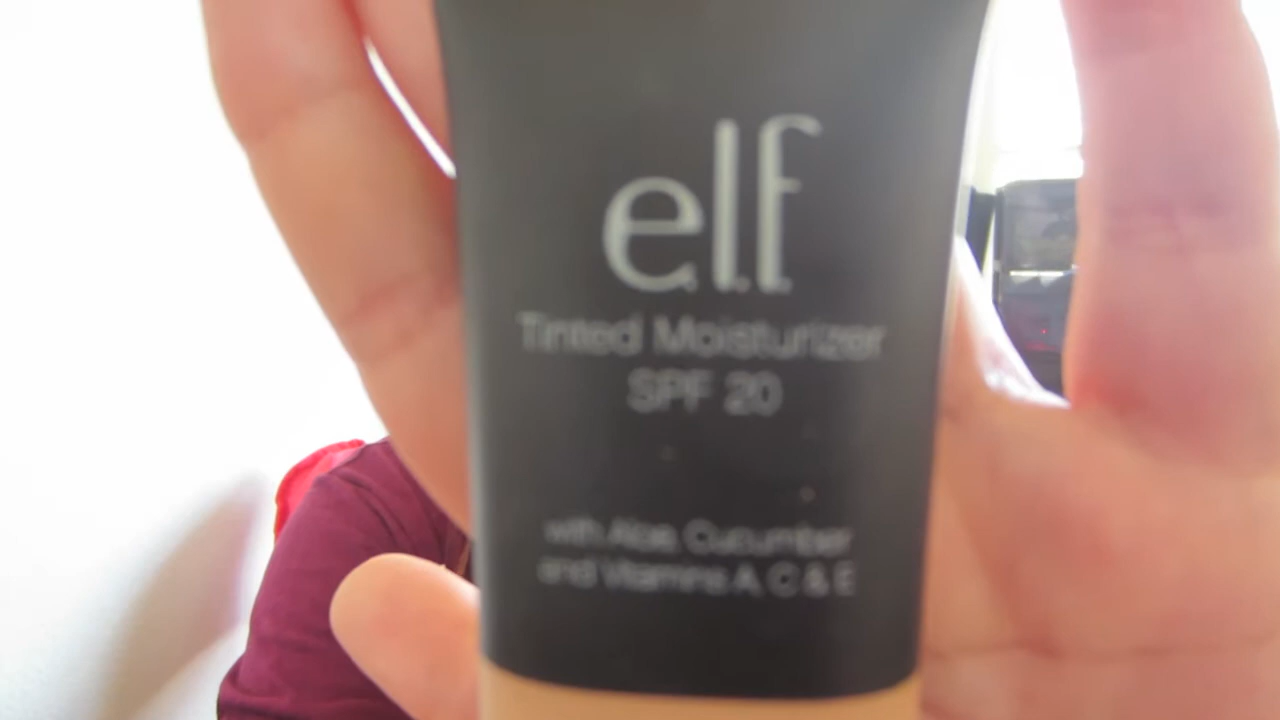 e.l.f
Tinted Moisturizer
SPF 20
with Aloe, Cucumber
and Vitamins A, C & E